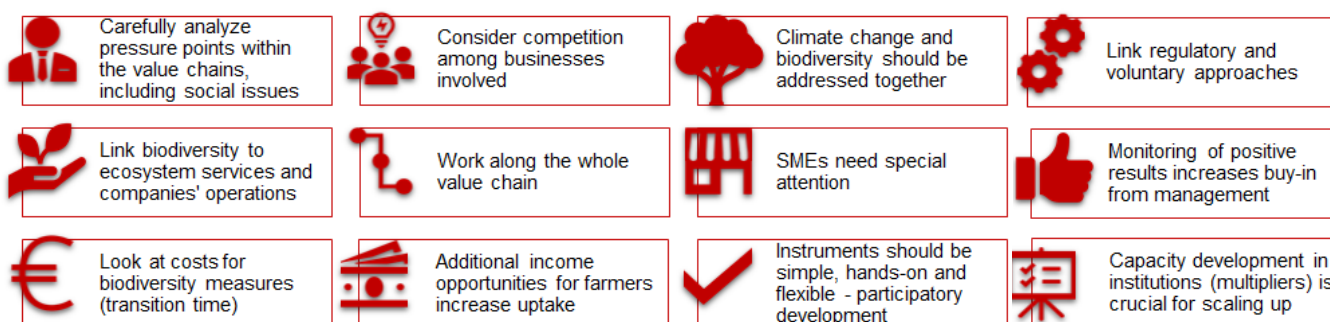 Carefully analyze
pressure points within
the value chains,
including social issues
Consider competition
among businesses
involved
Climate change and
biodiversity should be
addressed together
Link regulatory and
voluntary approaches
Link biodiversity to
ecosystem services and
companies' operations
Work along the whole
value chain
SMEs need special
attention
Monitoring of positive
results increases buy-in
from management
Look at costs for
biodiversity measures
(transition time)
Additional income
opportunities for farmers
increase uptake
Instruments should be
simple, hands-on and
flexible - participatory
development
Capacity development in
institutions (multipliers) is
crucial for scaling up